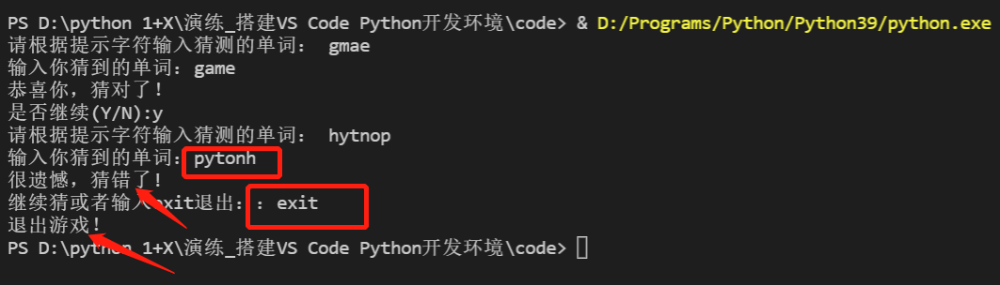 PS D:\python 1+X\演练_搭建VS Code Python开发环境\code> & D:/Programs/Python/Python39/python.exe
请根据提示字符输入猜测的单词： gmae
输入你猜到的单词：game
恭喜你，猜对了！
是否继续(Y/N):y
请根据提示字符输入猜测的单词： hytnop
输入你猜到的单词：pytonh
很遗憾，猜错了！
继续猜或者输入exit退出：：exit
退出游戏！
PS D:\python 1+X\演练_搭建VS Code Python开发环境\code>